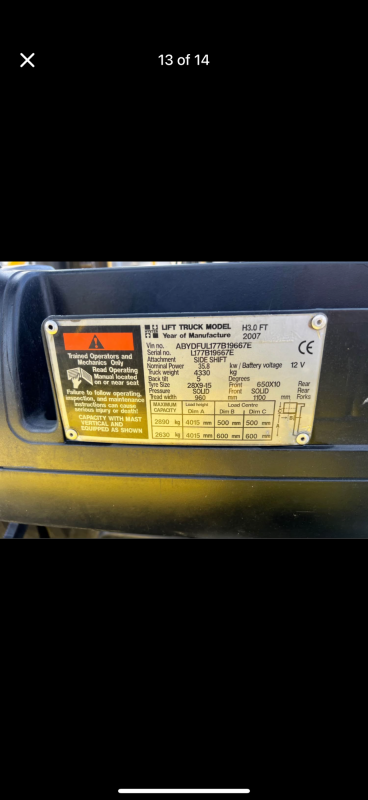 13 of 14
LIFT TRUCK MODEL H3.0 FT
Year of Manufacture 2007
Vin no. ABYDFUL177B19667E
Serial no. L177B19667E
Attachment SIDE SHIFT
Nominal Power 35.8 kw / Battery voltage 12 V
Truck weight 4330 kg
Back tilt 5 Degrees
Tyre Size 28X9-15 Front 650X10 Rear
Pressure SOLID Front SOLID Rear
Tread width 960 mm 1100 mm Forks
CE
Trained Operators and
Mechanics Only
Read Operating
Manual located
on or near seat
Failure to follow operating,
inspection, and maintenance
instructions can cause
serious injury or death!
CAPACITY WITH MAST
VERTICAL AND
EQUIPPED AS SHOWN
MAXIMUM CAPACITY Load height Dim A Load Centre Dim B Dim C
2890 kg 4015 mm 500 mm 500 mm
2630 kg 4015 mm 600 mm 600 mm